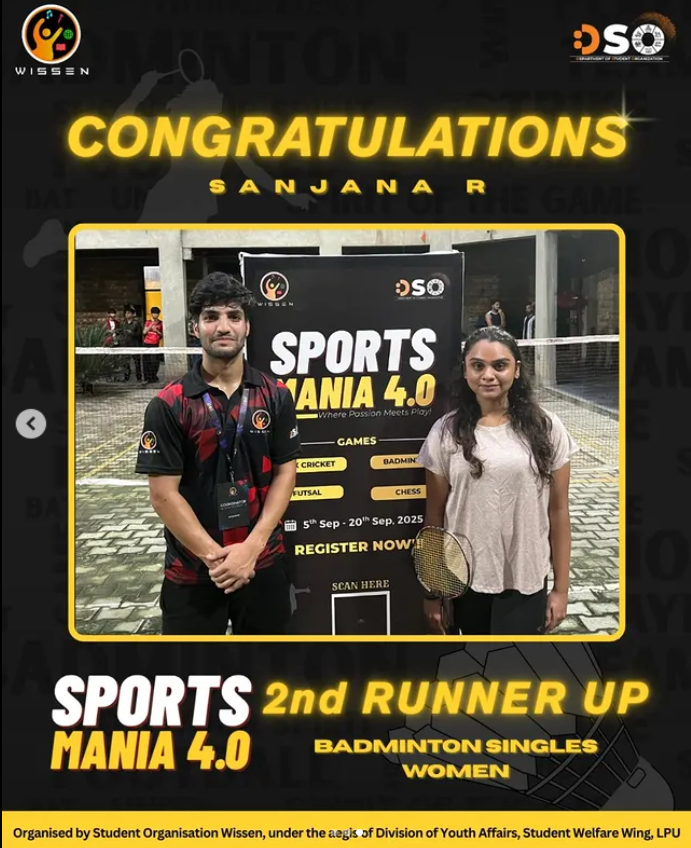 WISSEN
DSO
DEPARTMENT OF STUDENT ORGANIZATION
CONGRATULATIONS
SANJANA R
WISSEN
DSO
SPORTS
MANIA 4.0
Where Passion Meets Play!
GAMES
CRICKET
BADMIN
FUTSAL
CHESS
5th Sep - 20th Sep, 2025
REGISTER NOW
SCAN HERE
WISSEN
WISSEN
COORDINATOR
SPORTS
MANIA 4.0
2nd RUNNER UP
BADMINTON SINGLES
WOMEN
Organised by Student Organisation Wissen, under the aegis of Division of Youth Affairs, Student Welfare Wing, LPU